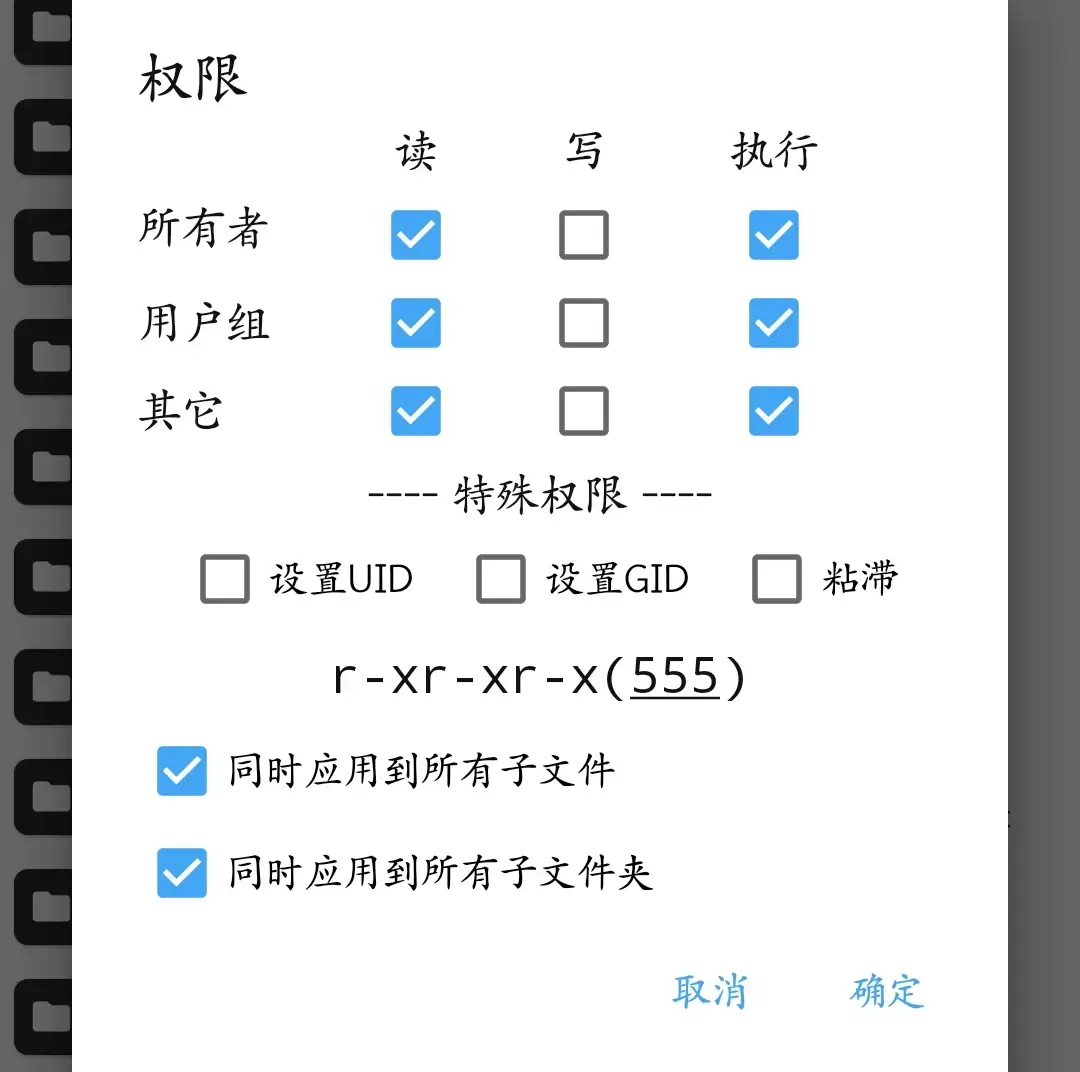 权限
读 写 执行
所有者
用户组
其它
---- 特殊权限 ----
设置UID 设置GID 粘滞
r-xr-xr-x(555)
同时应用到所有子文件
同时应用到所有子文件夹
取消 确定